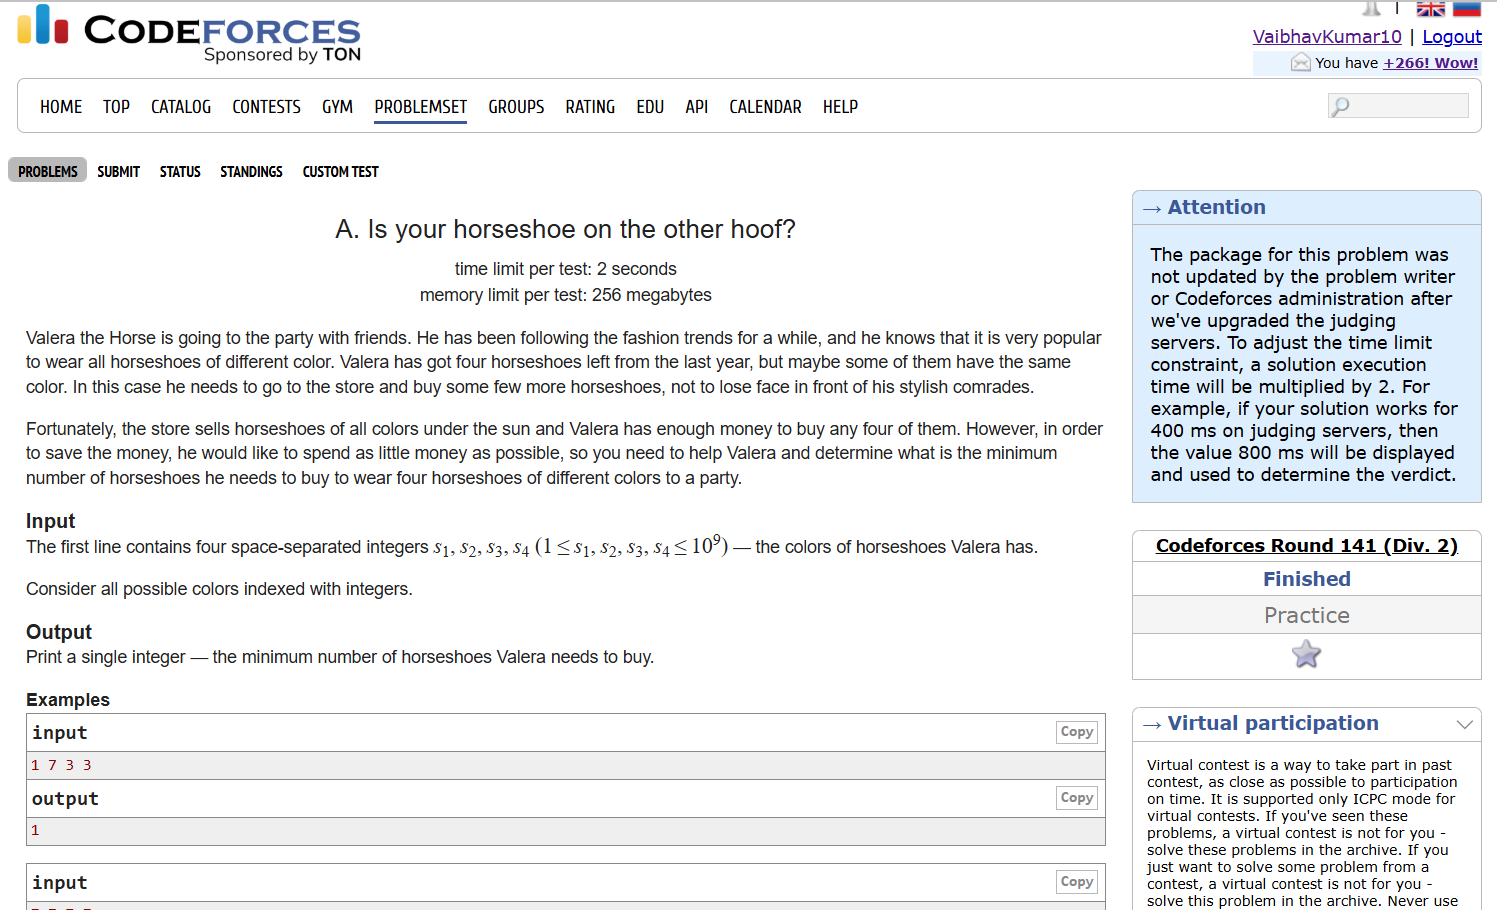 CODEFORCES
Sponsored by TON
|
VaibhavKumar10 | Logout
You have +266! Wow!
HOME TOP CATALOG CONTESTS GYM PROBLEMSET GROUPS RATING EDU API CALENDAR HELP
PROBLEMS SUBMIT STATUS STANDINGS CUSTOM TEST
A. Is your horseshoe on the other hoof?
time limit per test: 2 seconds
memory limit per test: 256 megabytes
Valera the Horse is going to the party with friends. He has been following the fashion trends for a while, and he knows that it is very popular
to wear all horseshoes of different color. Valera has got four horseshoes left from the last year, but maybe some of them have the same
color. In this case he needs to go to the store and buy some few more horseshoes, not to lose face in front of his stylish comrades.
Fortunately, the store sells horseshoes of all colors under the sun and Valera has enough money to buy any four of them. However, in order
to save the money, he would like to spend as little money as possible, so you need to help Valera and determine what is the minimum
number of horseshoes he needs to buy to wear four horseshoes of different colors to a party.
Input
The first line contains four space-separated integers s₁, s₂, s₃, s₄ (1 ≤ s₁, s₂, s₃, s₄ ≤ 10⁹) — the colors of horseshoes Valera has.
Consider all possible colors indexed with integers.
Output
Print a single integer — the minimum number of horseshoes Valera needs to buy.
Examples
input
Copy
1 7 3 3
output
Copy
1
input
Copy
→ Attention
The package for this problem was
not updated by the problem writer
or Codeforces administration after
we've upgraded the judging
servers. To adjust the time limit
constraint, a solution execution
time will be multiplied by 2. For
example, if your solution works for
400 ms on judging servers, then
the value 800 ms will be displayed
and used to determine the verdict.
Codeforces Round 141 (Div. 2)
Finished
Practice
→ Virtual participation
Virtual contest is a way to take part in past
contest, as close as possible to participation
on time. It is supported only ICPC mode for
virtual contests. If you've seen these
problems, a virtual contest is not for you -
solve these problems in the archive. If you
just want to solve some problem from a
contest, a virtual contest is not for you -
solve this problem in the archive. Never use